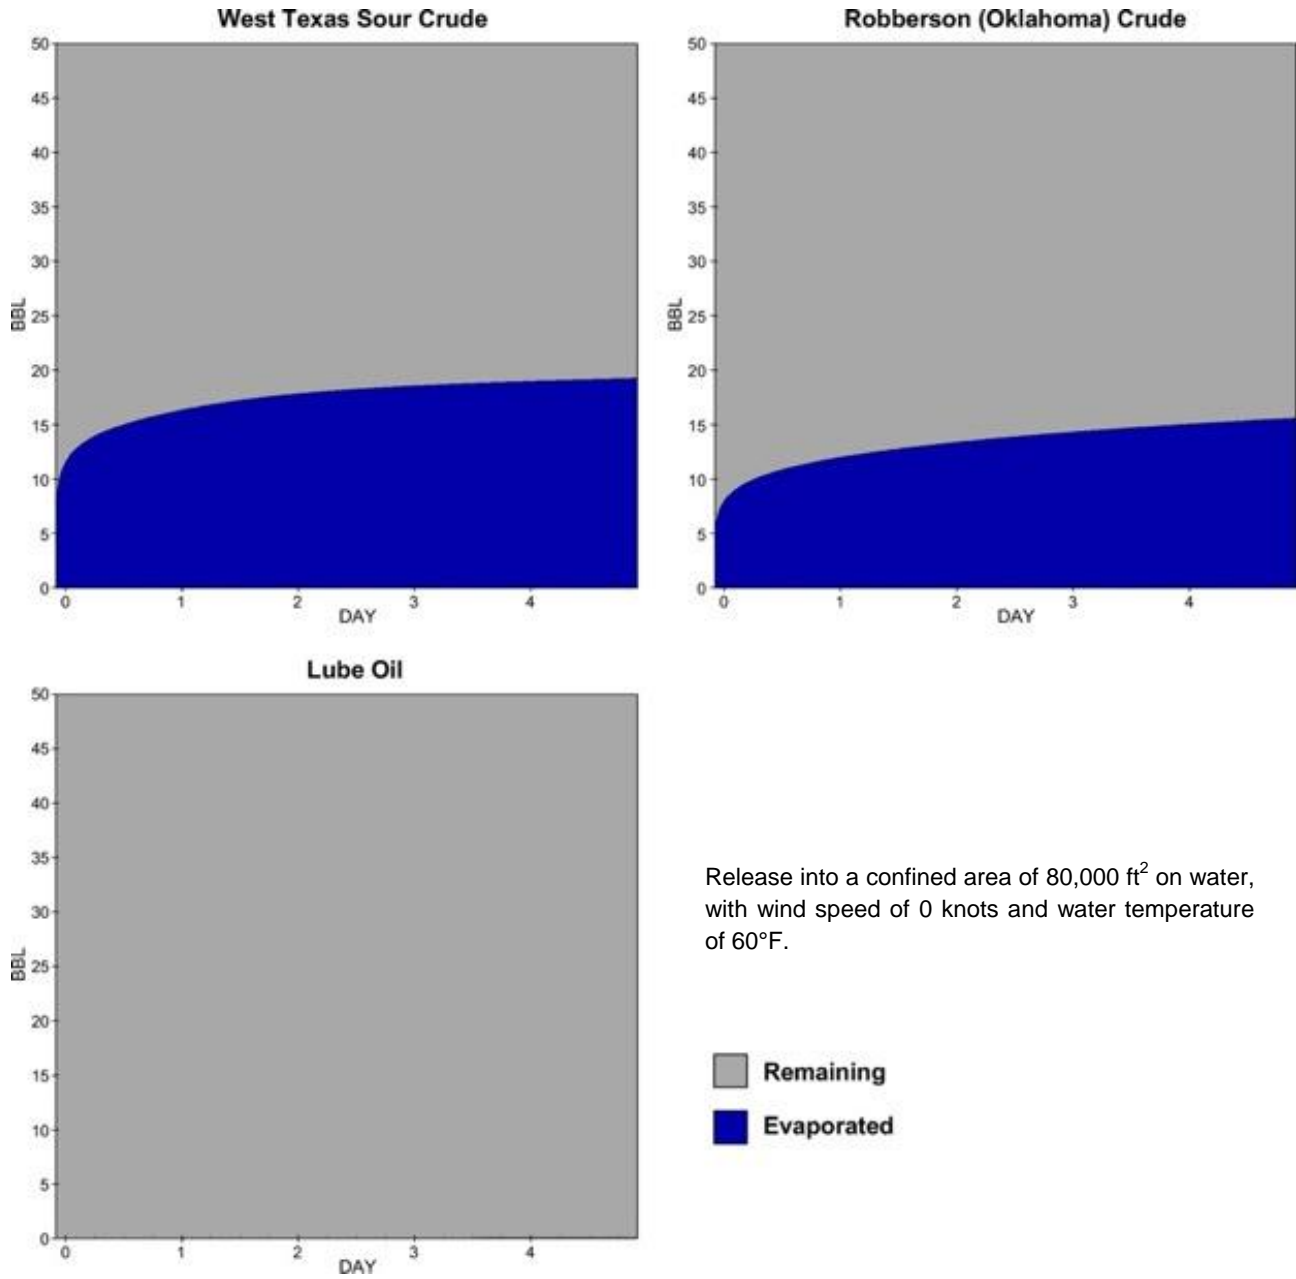 West Texas Sour Crude
50
45
40
35
30
25
20
15
10
5
0
BBL
0 1 2 3 4
DAY
Robberson (Oklahoma) Crude
50
45
40
35
30
25
20
15
10
5
0
BBL
0 1 2 3 4
DAY
Lube Oil
50
45
40
35
30
25
20
15
10
5
0
BBL
0 1 2 3 4
DAY
Release into a confined area of 80,000 ft² on water,
with wind speed of 0 knots and water temperature
of 60°F.
Remaining
Evaporated